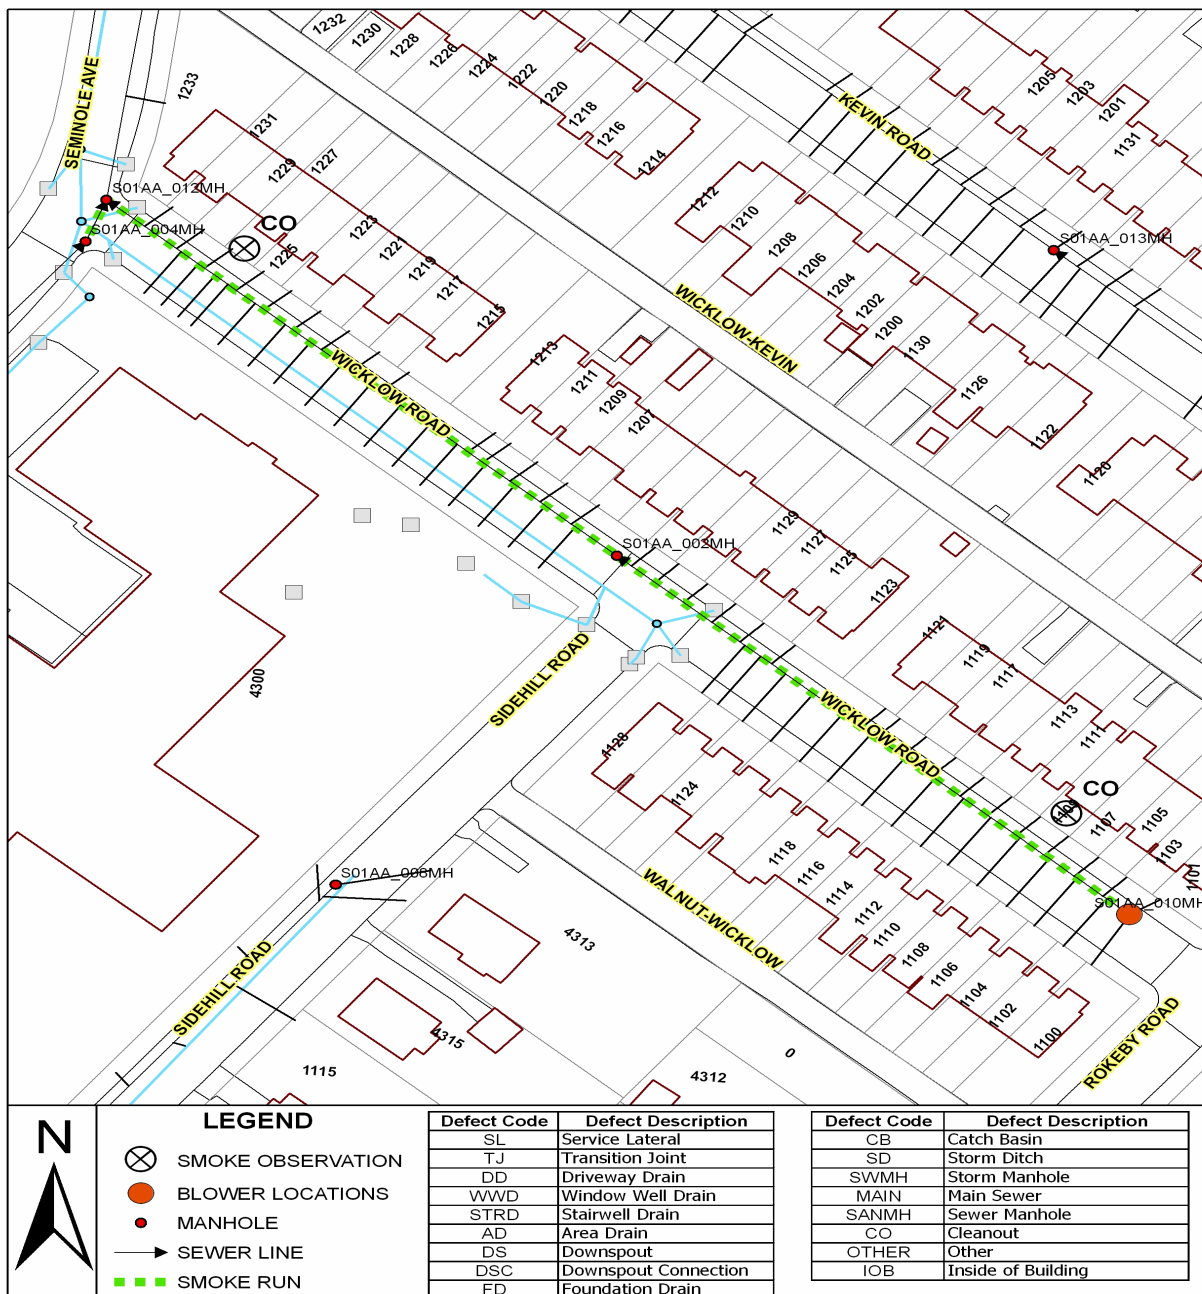 1232
1230
1228
1226
1224
1222
1220
1218
1216
1214
1205
1203
1201
1131
KEVIN ROAD
SEMINOLE AVE
1233
1231
1229
1227
1223
1221
1219
1217
1215
1225
CO
S01AA_012MH
S01AA_004MH
1212
1210
1208
1206
1204
1202
1200
1130
1126
1122
1120
S01AA_013MH
WICKLOW-KEVIN
WICKLOW ROAD
1213
1211
1209
1207
1129
1127
1125
1123
S01AA_002MH
1121
1119
1117
1113
1111
CO
1109
1107
1105
1103
1101
S01AA_010MH
4300
SIDEHILL ROAD
WICKLOW ROAD
1128
1124
1118
1116
1114
1112
1110
1108
1106
1104
1102
1100
WALNUT-WICKLOW
ROKEBY ROAD
S01AA_008MH
SIDEHILL ROAD
4313
4315
1115
4312
0
N
LEGEND
SMOKE OBSERVATION
BLOWER LOCATIONS
MANHOLE
SEWER LINE
SMOKE RUN
Defect Code Defect Description
SL Service Lateral
TJ Transition Joint
DD Driveway Drain
WWD Window Well Drain
STRD Stairwell Drain
AD Area Drain
DS Downspout
DSC Downspout Connection
FD Foundation Drain
Defect Code Defect Description
CB Catch Basin
SD Storm Ditch
SWMH Storm Manhole
MAIN Main Sewer
SANMH Sewer Manhole
CO Cleanout
OTHER Other
IOB Inside of Building